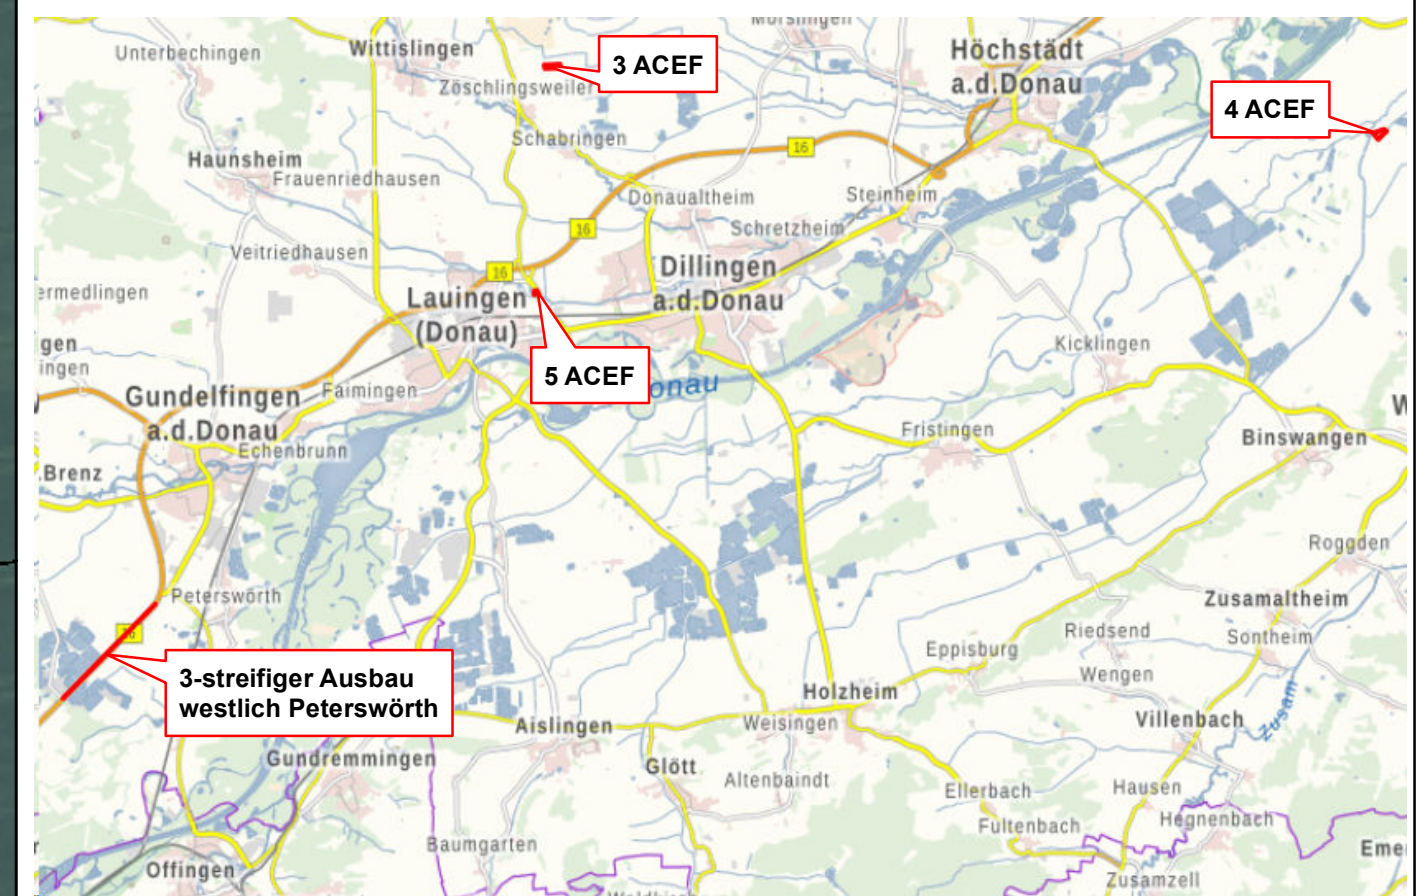 Unterbechingen
Wittislingen
Zöschlingsweiler
3 ACEF
Mörslingen
Höchstädt
a.d.Donau
4 ACEF
Schabringen
16
Haunsheim
Frauenriedhausen
Donaualtheim
Steinheim
16
Schretzheim
Veitriedhausen
16
Dillingen
a.d.Donau
ermedlingen
Lauingen
(Donau)
gen
ingen
Kicklingen
5 ACEF
onau
Gundelfingen
a.d.Donau
Faimingen
W
Echenbrunn
Fristingen
Binswangen
Brenz
Roggden
Peterswörth
Zusamaltheim
16
Riedsend
Sontheim
Eppisburg
Wengen
3-streifiger Ausbau
westlich Peterswörth
Holzheim
Zusam
Aislingen
Weisingen
Villenbach
Gundremmingen
Glött
Altenbaindt
Ellerbach
Hausen
Fultenbach
Hegnenbach
Baumgarten
Eme
Offingen
Zusamzell